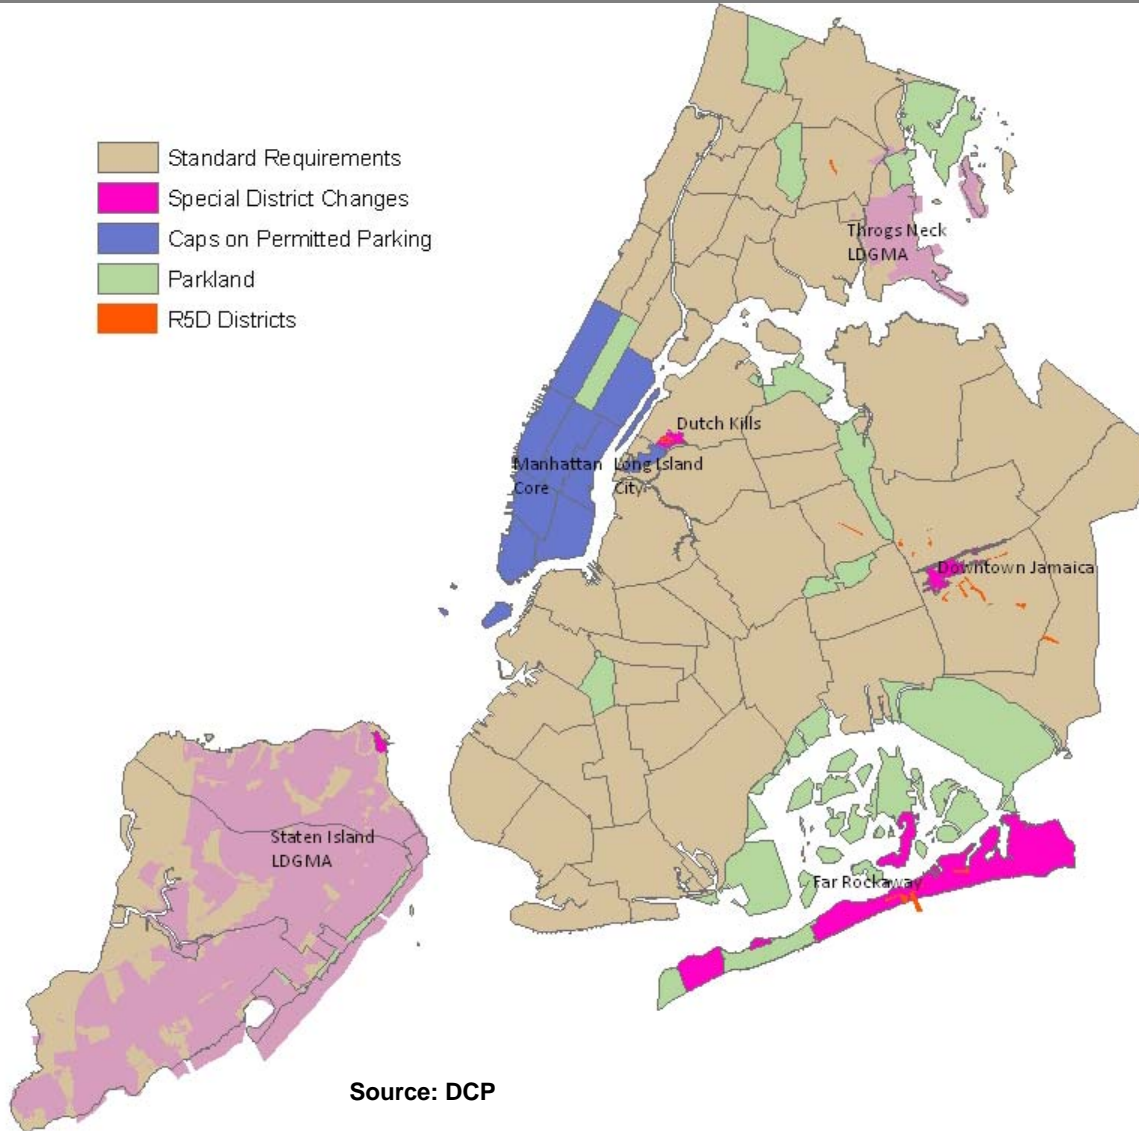 Standard Requirements
Special District Changes
Caps on Permitted Parking
Parkland
R5D Districts
Throgs Neck
LDGMA
Dutch Kills
Manhattan
Core
Long Island
City
Downtown Jamaica
Staten Island
LDGMA
Far Rockaway
Source: DCP